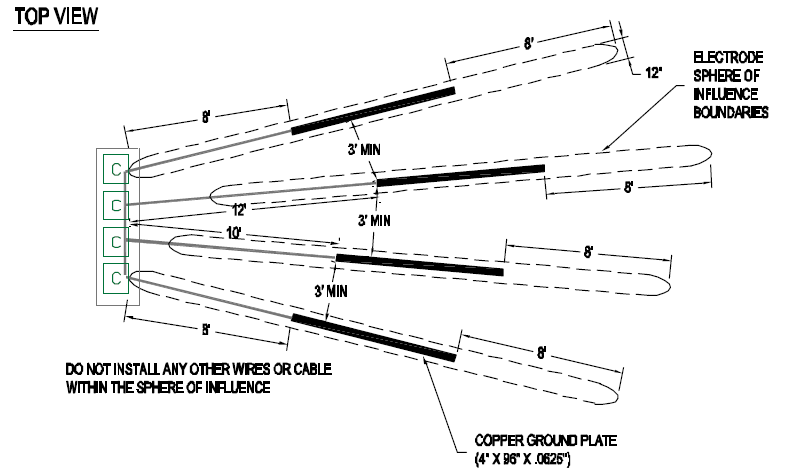 TOP VIEW
8'
12"
ELECTRODE
SPHERE OF
INFLUENCE
BOUNDARIES
8'
3' MIN
C
C
C
C
12'
8'
3' MIN
10'
8'
3' MIN
8'
8'
DO NOT INSTALL ANY OTHER WIRES OR CABLE
WITHIN THE SPHERE OF INFLUENCE
COPPER GROUND PLATE
(4" X 96" X .0625")